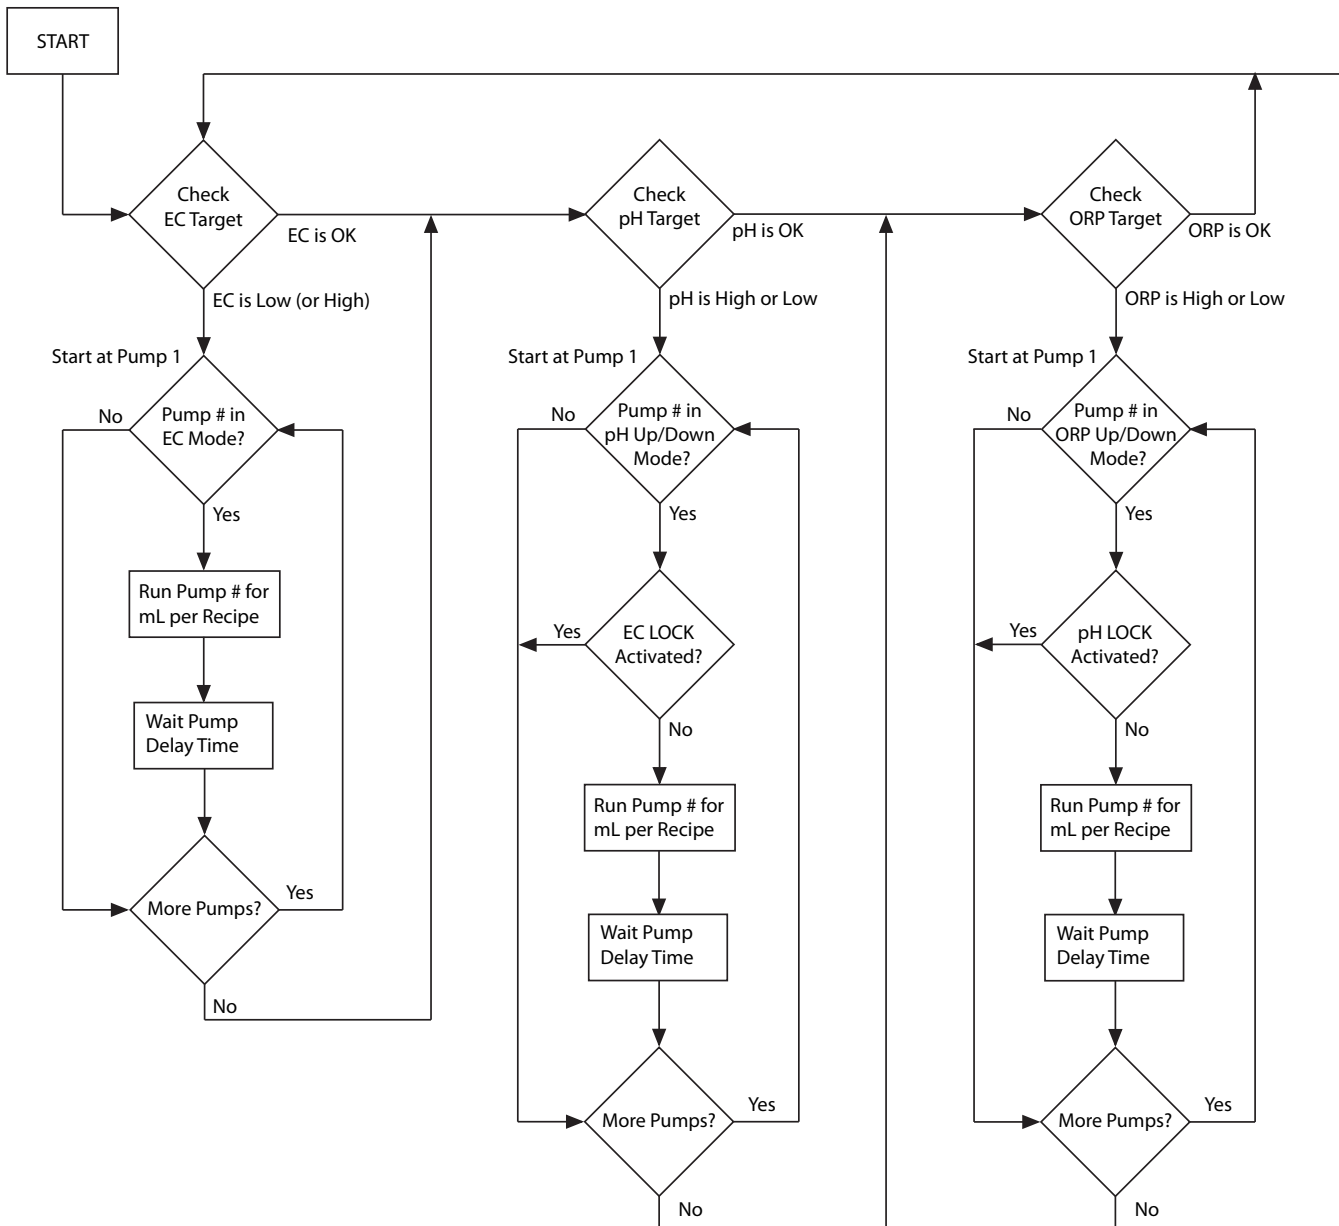 START
Check
EC Target
EC is OK
EC is Low (or High)
Start at Pump 1
Pump # in
EC Mode?
No
Yes
Run Pump # for
mL per Recipe
Wait Pump
Delay Time
More Pumps?
Yes
No
Check
pH Target
pH is OK
pH is High or Low
Start at Pump 1
Pump # in
pH Up/Down
Mode?
No
Yes
EC LOCK
Activated?
Yes
No
Run Pump # for
mL per Recipe
Wait Pump
Delay Time
More Pumps?
Yes
No
Check
ORP Target
ORP is OK
ORP is High or Low
Start at Pump 1
Pump # in
ORP Up/Down
Mode?
No
Yes
pH LOCK
Activated?
Yes
No
Run Pump # for
mL per Recipe
Wait Pump
Delay Time
More Pumps?
Yes
No